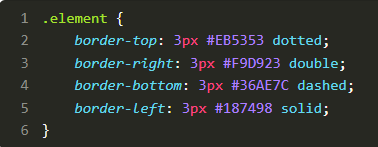 1 .element {
2     border-top: 3px #EB5353 dotted;
3     border-right: 3px #F9D923 double;
4     border-bottom: 3px #36AE7C dashed;
5     border-left: 3px #187498 solid;
6 }